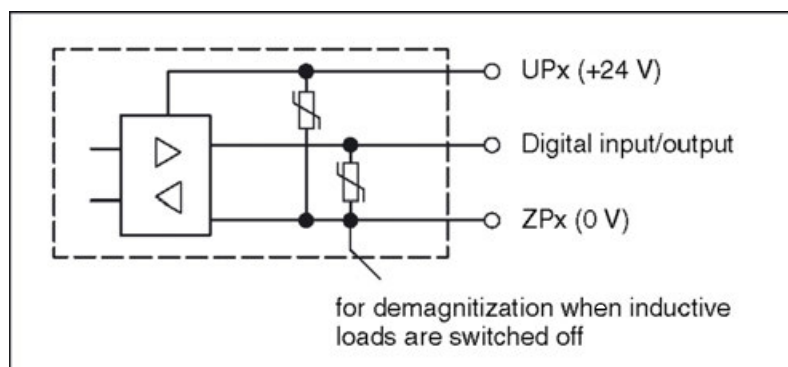 UPx (+24 V)
Digital input/output
ZPx (0 V)
for demagnitization when inductive
loads are switched off